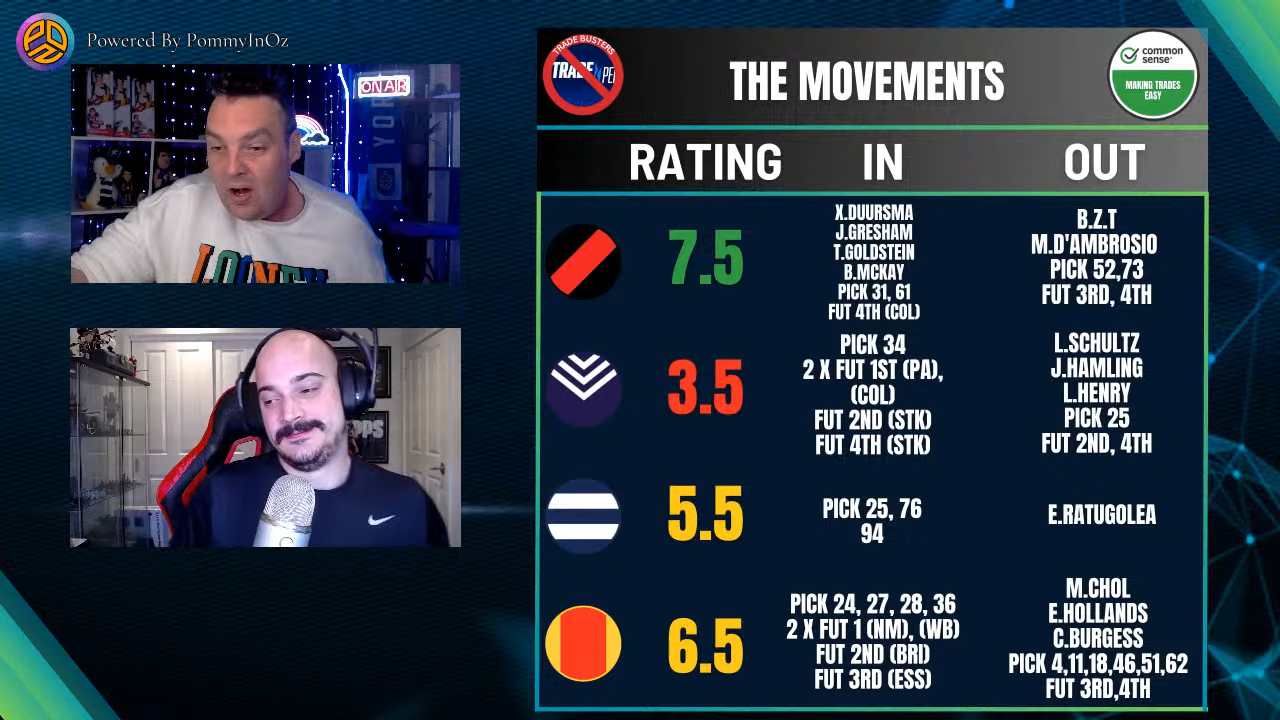 Powered By PommyInOz
ON AIR
YOR
TRADE BUSTERS
THE MOVEMENTS
common
sense
MAKING TRADES
EASY
RATING IN OUT
7.5
X.DUURSMA
J.GRESHAM
T.GOLDSTEIN
B.MCKAY
PICK 31, 61
FUT 4TH (COL)
B.Z.T
M.D'AMBROSIO
PICK 52,73
FUT 3RD, 4TH
3.5
PICK 34
2 X FUT 1ST (PA),
(COL)
FUT 2ND (STK)
FUT 4TH (STK)
L.SCHULTZ
J.HAMLING
L.HENRY
PICK 25
FUT 2ND, 4TH
5.5
PICK 25, 76
94
E.RATUGOLEA
6.5
PICK 24, 27, 28, 36
2 X FUT 1 (NM), (WB)
FUT 2ND (BRI)
FUT 3RD (ESS)
M.CHOL
E.HOLLANDS
C.BURGESS
PICK 4,11,18,46,51,62
FUT 3RD,4TH